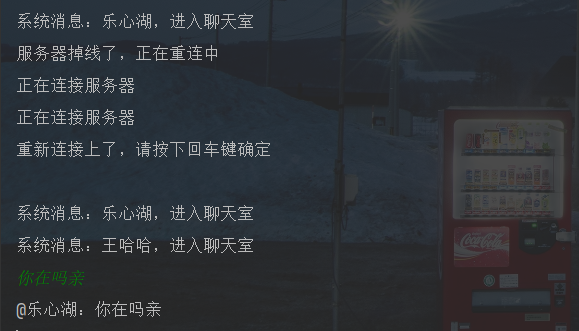 系统消息：乐心湖，进入聊天室
服务器掉线了，正在重连中
正在连接服务器
正在连接服务器
重新连接上了，请按下回车键确定
系统消息：乐心湖，进入聊天室
系统消息：王哈哈，进入聊天室
你在吗亲
@乐心湖：你在吗亲
Coca-Cola